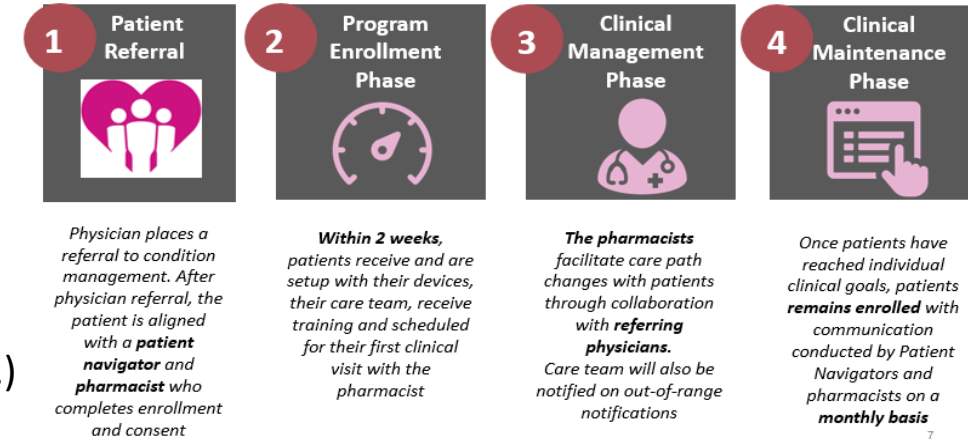 1
Patient
Referral
Physician places a
referral to condition
management. After
physician referral, the
patient is aligned
with a patient
navigator and
pharmacist who
completes enrollment
and consent
2
Program
Enrollment
Phase
Within 2 weeks,
patients receive and are
setup with their devices,
their care team, receive
training and scheduled
for their first clinical
visit with the
pharmacist
3
Clinical
Management
Phase
The pharmacists
facilitate care path
changes with patients
through collaboration
with referring
physicians.
Care team will also be
notified on out-of-range
notifications
4
Clinical
Maintenance
Phase
Once patients have
reached individual
clinical goals, patients
remains enrolled with
communication
conducted by Patient
Navigators and
pharmacists on a
monthly basis
.)
7